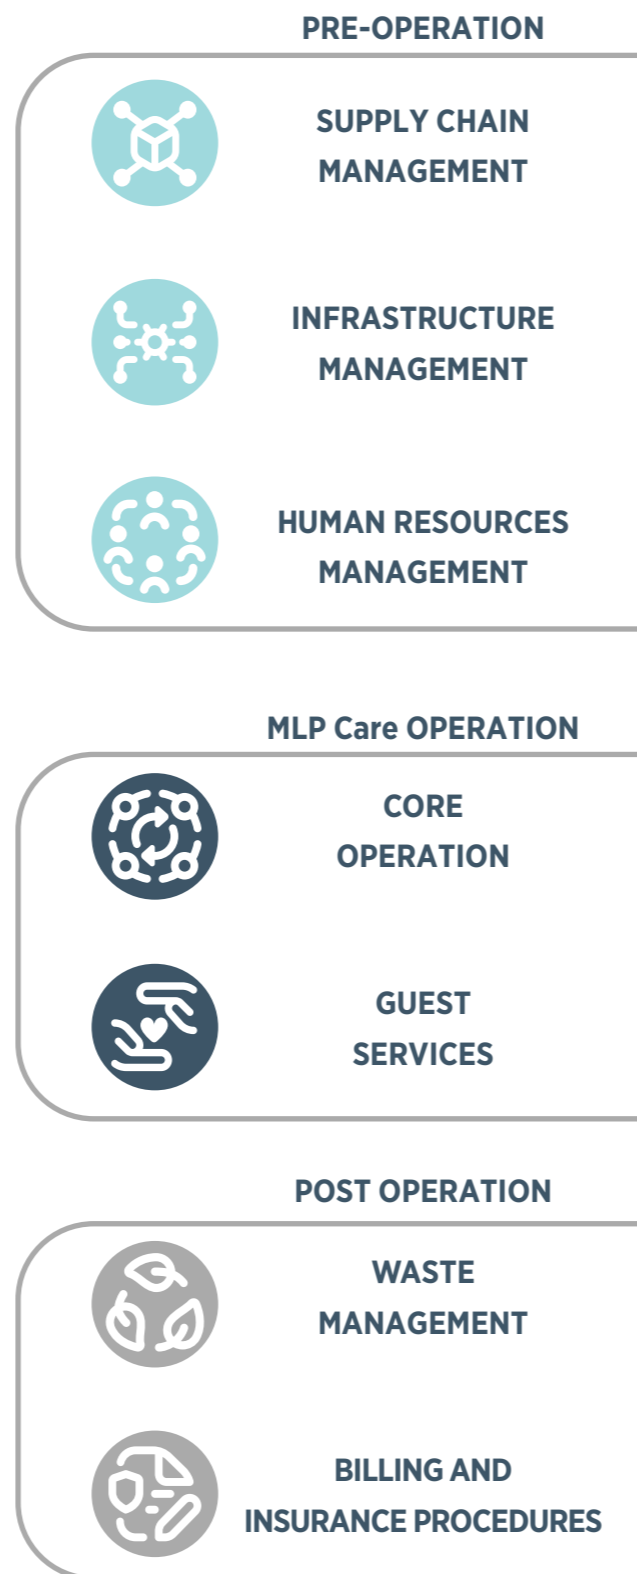 PRE-OPERATION
SUPPLY CHAIN
MANAGEMENT
INFRASTRUCTURE
MANAGEMENT
HUMAN RESOURCES
MANAGEMENT
MLP Care OPERATION
CORE
OPERATION
GUEST
SERVICES
POST OPERATION
WASTE
MANAGEMENT
BILLING AND
INSURANCE PROCEDURES